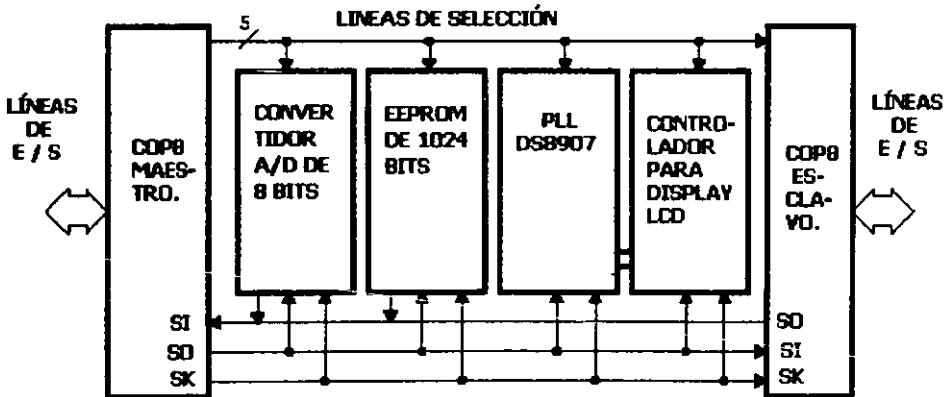 LINEAS DE SELECCIÓN
5
LÍNEAS
DE
E / S
COP8
MAES-
TRO.
SI
SO
SK
CONVER
TIDOR
A/D DE
8 BITS
EEPROM
DE 1024
BITS
PLL
DS8907
CONTRO-
LADOR
PARA
DISPLAY
LCD
COP8
ES-
CLA-
VO.
SO
SI
SK
LÍNEAS
DE
E / S